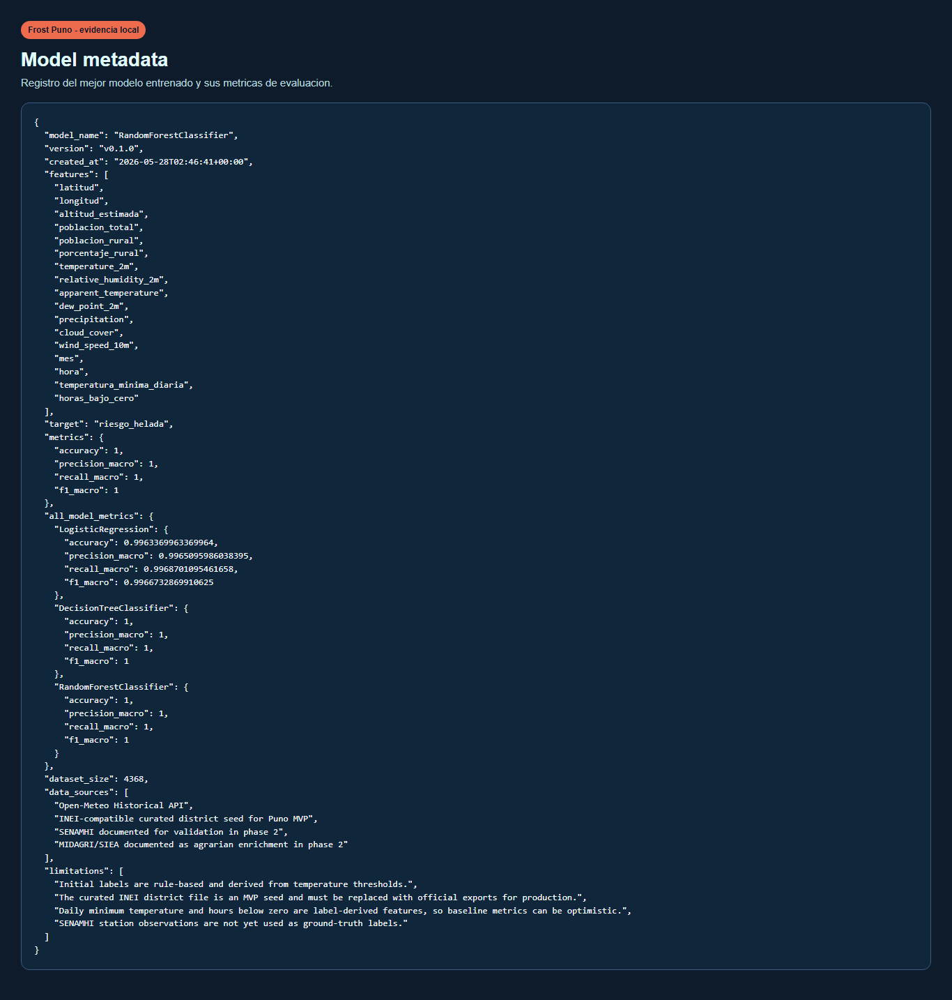 Frost Puno - evidencia local
Model metadata
Registro del mejor modelo entrenado y sus metricas de evaluacion.
{
  "model_name": "RandomForestClassifier",
  "version": "v0.1.0",
  "created_at": "2026-05-28T02:46:41+00:00",
  "features": [
    "latitud",
    "longitud",
    "altitud_estimada",
    "poblacion_total",
    "poblacion_rural",
    "porcentaje_rural",
    "temperature_2m",
    "relative_humidity_2m",
    "apparent_temperature",
    "dew_point_2m",
    "precipitation",
    "cloud_cover",
    "wind_speed_10m",
    "mes",
    "hora",
    "temperatura_minima_diaria",
    "horas_bajo_cero"
  ],
  "target": "riesgo_helada",
  "metrics": {
    "accuracy": 1,
    "precision_macro": 1,
    "recall_macro": 1,
    "f1_macro": 1
  },
  "all_model_metrics": {
    "LogisticRegression": {
      "accuracy": 0.9963369963369964,
      "precision_macro": 0.9965095986038395,
      "recall_macro": 0.9968701095461658,
      "f1_macro": 0.9966732869910625
    },
    "DecisionTreeClassifier": {
      "accuracy": 1,
      "precision_macro": 1,
      "recall_macro": 1,
      "f1_macro": 1
    },
    "RandomForestClassifier": {
      "accuracy": 1,
      "precision_macro": 1,
      "recall_macro": 1,
      "f1_macro": 1
    }
  },
  "dataset_size": 4368,
  "data_sources": [
    "Open-Meteo Historical API",
    "INEI-compatible curated district seed for Puno MVP",
    "SENAMHI documented for validation in phase 2",
    "MIDAGRI/SIEA documented as agrarian enrichment in phase 2"
  ],
  "limitations": [
    "Initial labels are rule-based and derived from temperature thresholds.",
    "The curated INEI district file is an MVP seed and must be replaced with official exports for production.",
    "Daily minimum temperature and hours below zero are label-derived features, so baseline metrics can be optimistic.",
    "SENAMHI station observations are not yet used as ground-truth labels."
  ]
}